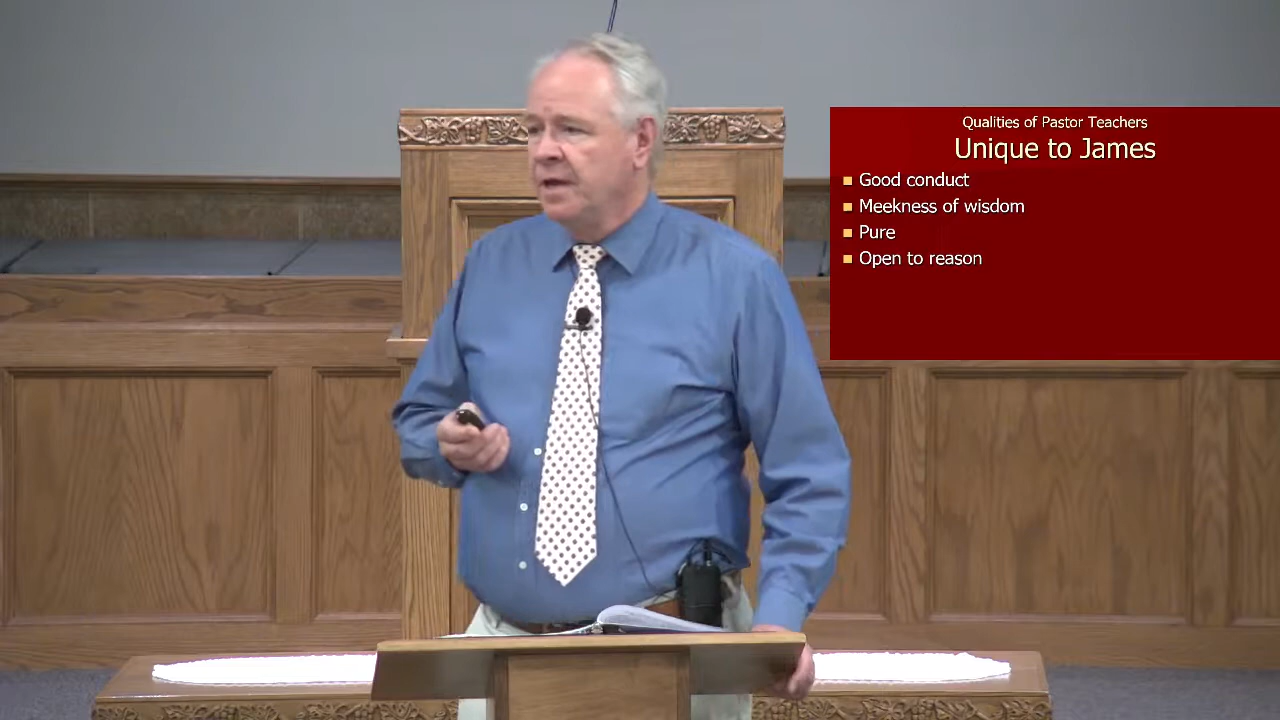 Qualities of Pastor Teachers
Unique to James
Good conduct
Meekness of wisdom
Pure
Open to reason